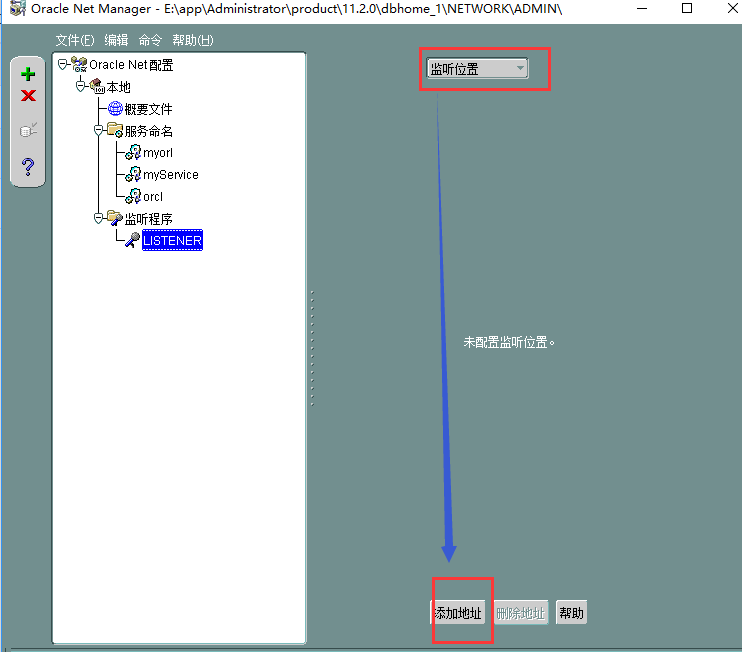 Oracle Net Manager - E:\app\Administrator\product\11.2.0\dbhome_1\NETWORK\ADMIN\
文件(F) 编辑 命令 帮助(H)
Oracle Net配置
本地
概要文件
服务命名
myorl
myService
orcl
监听程序
LISTENER
监听位置
未配置监听位置。
添加地址 删除地址 帮助